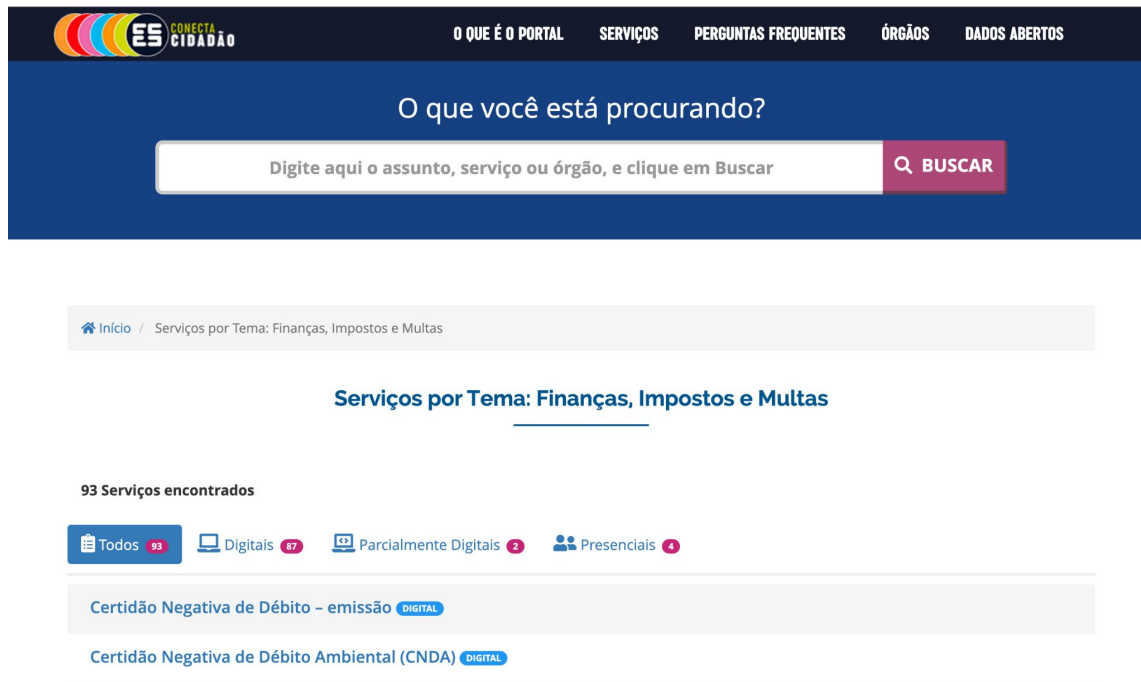 ES CONECTA CIDADÃO
O QUE É O PORTAL SERVIÇOS PERGUNTAS FREQUENTES ÓRGÃOS DADOS ABERTOS
O que você está procurando?
Digite aqui o assunto, serviço ou órgão, e clique em Buscar BUSCAR
Início / Serviços por Tema: Finanças, Impostos e Multas
Serviços por Tema: Finanças, Impostos e Multas
93 Serviços encontrados
Todos 93 Digitais 87 Parcialmente Digitais 2 Presenciais 4
Certidão Negativa de Débito – emissão DIGITAL
Certidão Negativa de Débito Ambiental (CNDA) DIGITAL